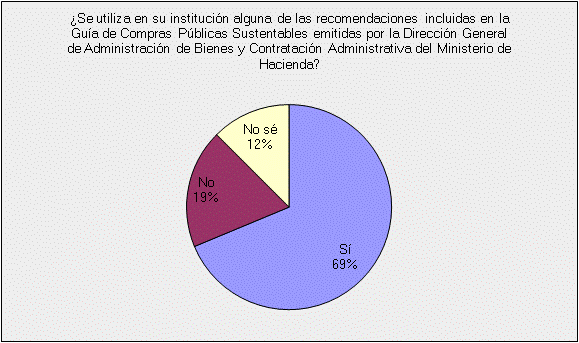 ¿Se utiliza en su institución alguna de las recomendaciones incluidas en la
Guía de Compras Públicas Sustentables emitidas por la Dirección General
de Administración de Bienes y Contratación Administrativa del Ministerio de
Hacienda?
No sé
12%
No
19%
Sí
69%